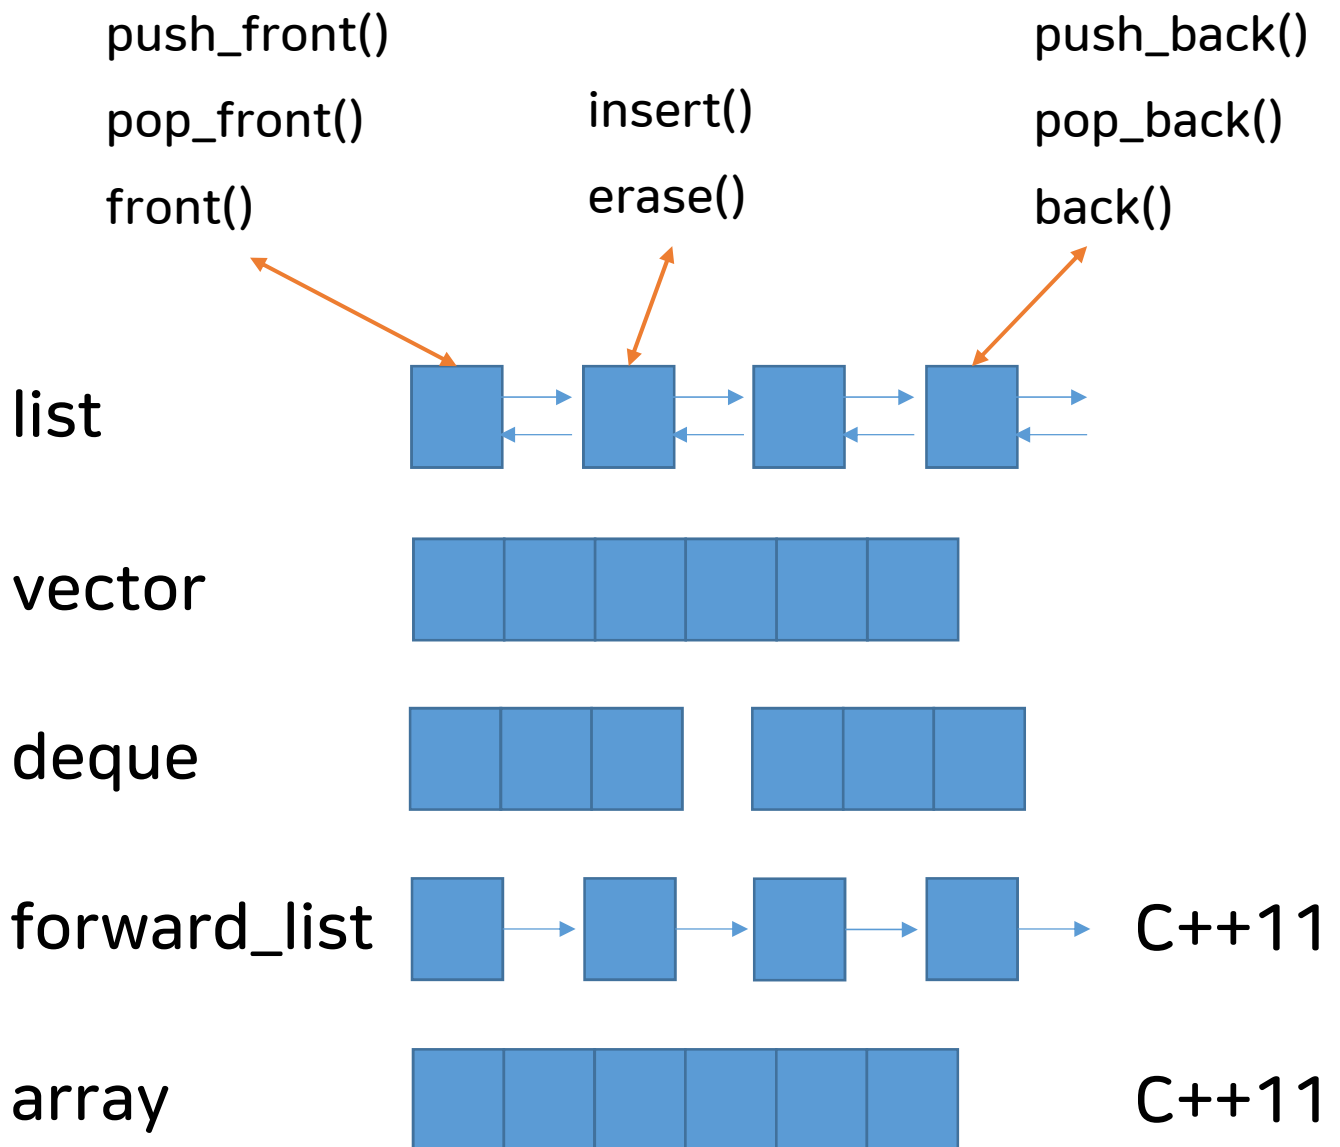 push_front()
pop_front()
front()
insert()
erase()
push_back()
pop_back()
back()
list
vector
deque
forward_list
C++11
array
C++11